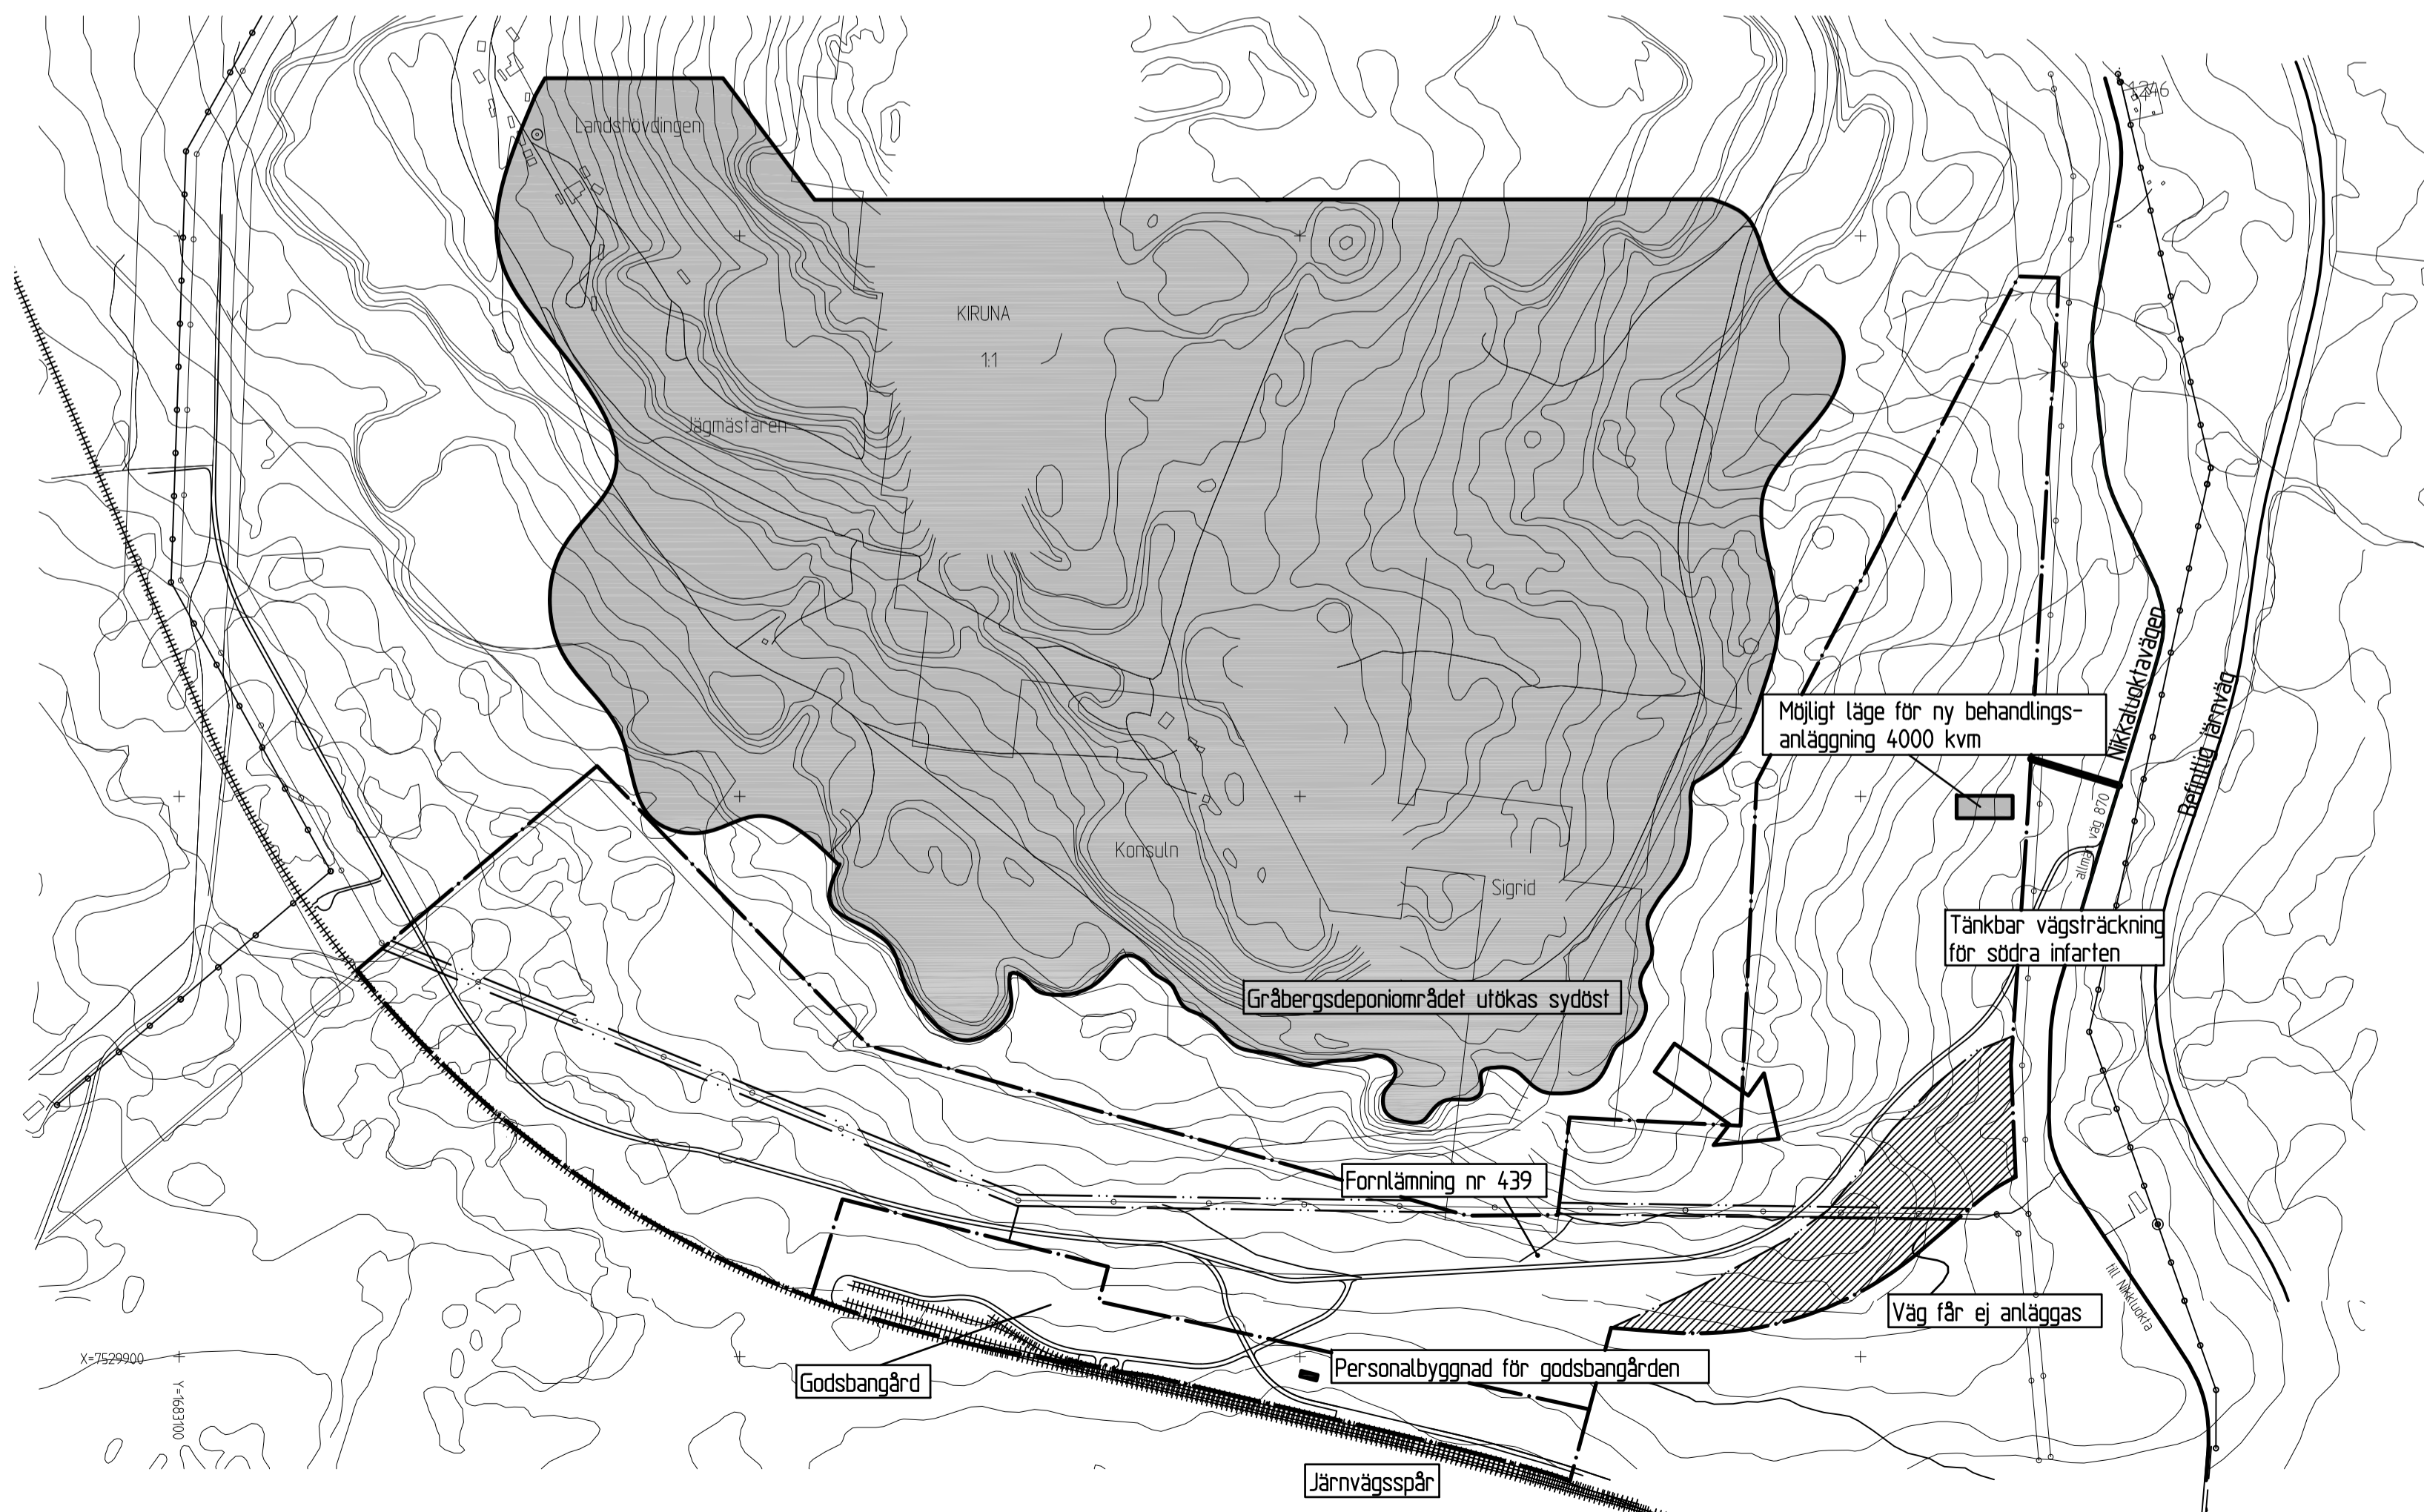 1246
Landshövdingen
KIRUNA
1:1
Jägmästaren
Nikkaluoktavägen
Befintlig järnväg
Möjligt läge för ny behandlings-
anläggning 4000 kvm
allmän väg 870
Konsuln
Sigrid
Tänkbar vägsträckning
för södra infarten
Gråbergsdeponiområdet utökas sydöst
Fornlämning nr 439
till Nikkluokta
Väg får ej anläggas
X=7529900
Y=1683100
Godsbangård
Personalbyggnad för godsbangården
Järnvägsspår